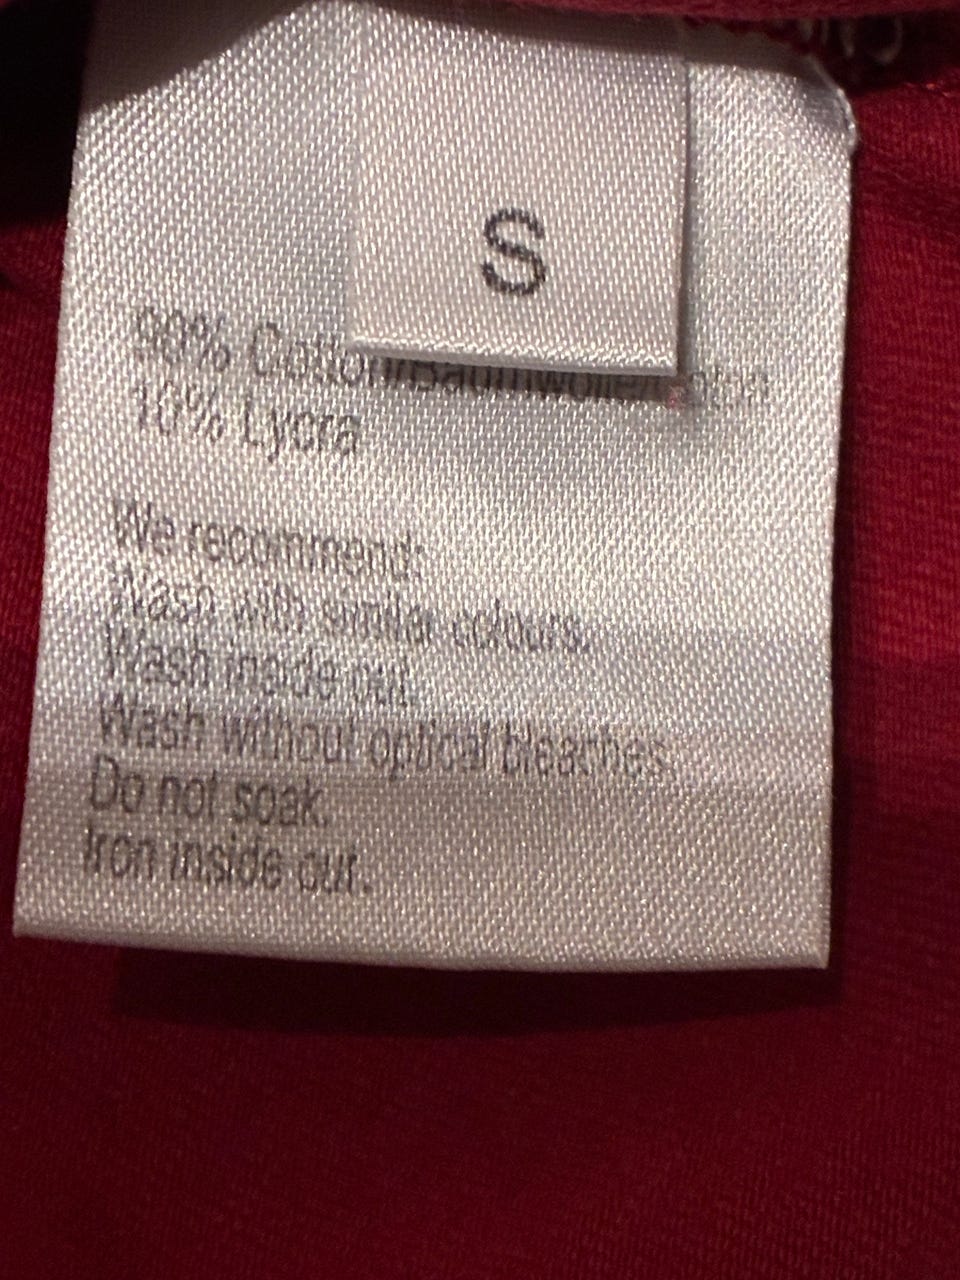 S
90% Cotton/Baumwolle/
10% Lycra
We recommend:
Wash with similar colours.
Wash inside out.
Wash without optical bleaches.
Do not soak.
Iron inside out.